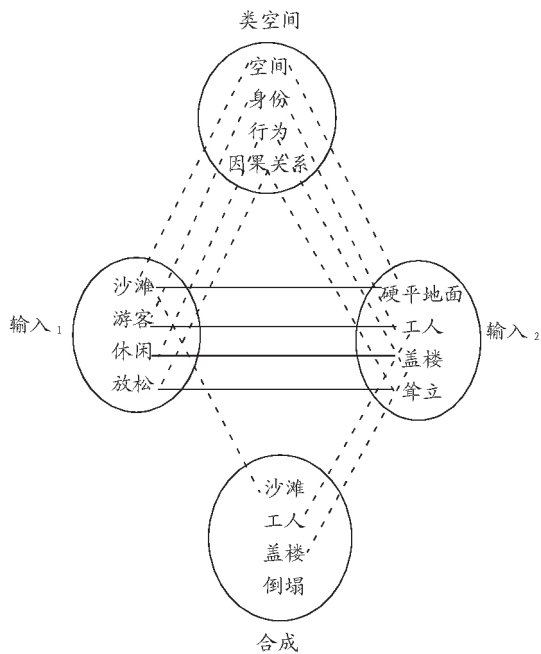 类空间
空间
身份
行为
因果关系
沙滩
游客
休闲
放松
输入1
硬平地面
工人
盖楼
耸立
输入2
沙滩
工人
盖楼
倒塌
合成